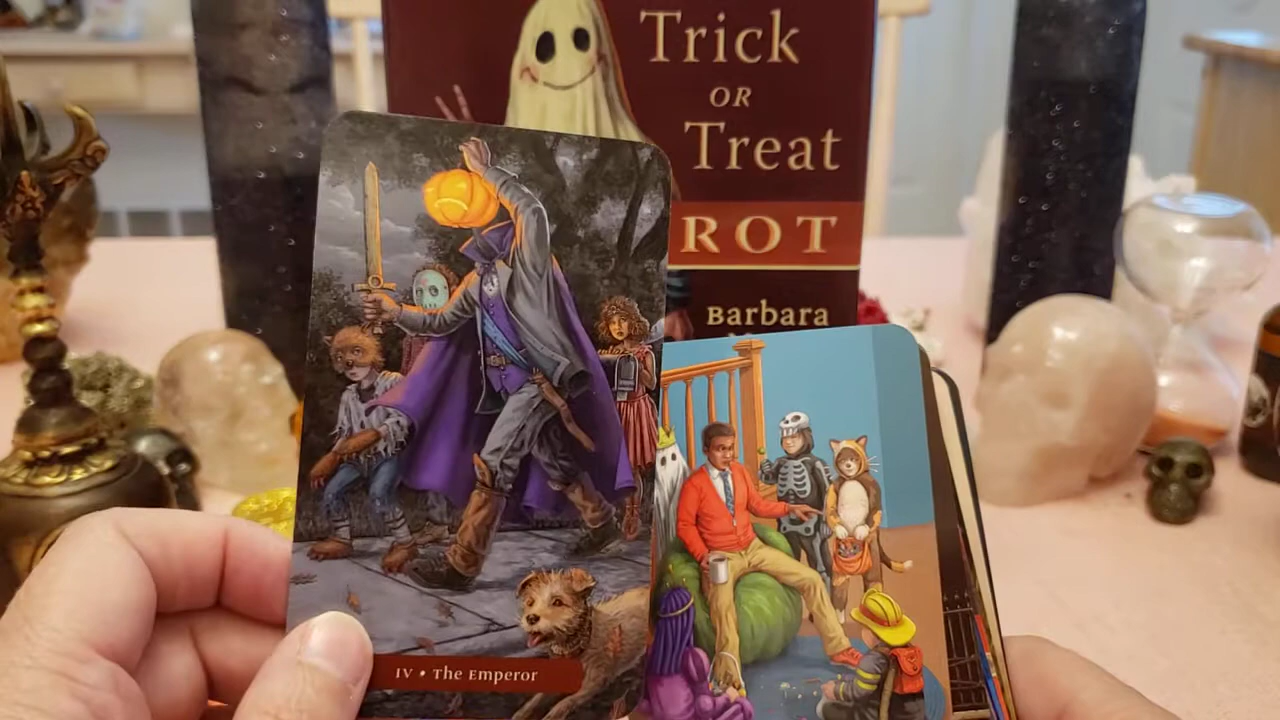 Trick
OR
Treat
ROT
Barbara
IV • The Emperor